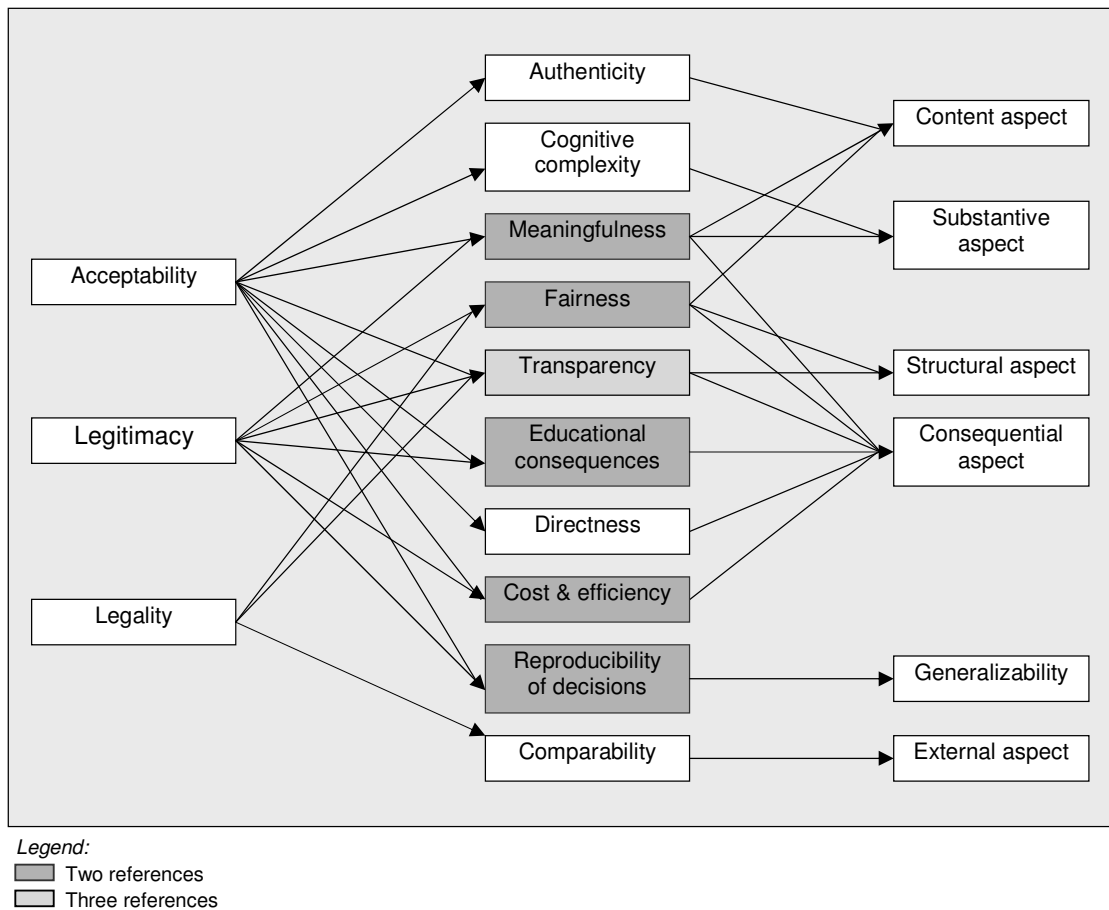 Authenticity
Content aspect
Cognitive
complexity
Meaningfulness
Substantive
aspect
Acceptability
Fairness
Transparency
Structural aspect
Legitimacy
Educational
consequences
Consequential
aspect
Directness
Cost & efficiency
Legality
Reproducibility
of decisions
Generalizability
Comparability
External aspect
Legend:
Two references
Three references